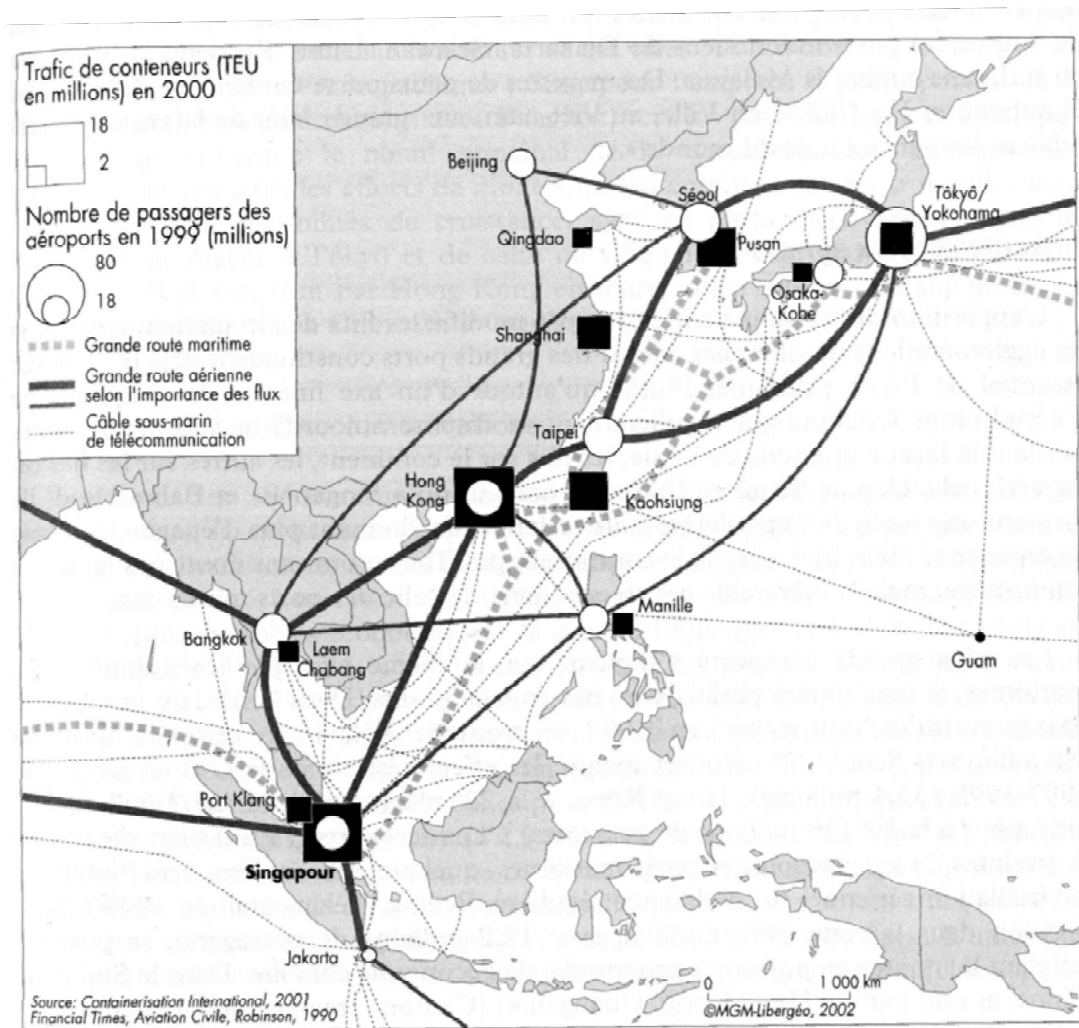 Trafic de conteneurs (TEU
en millions) en 2000
18
2
Nombre de passagers des
aéroports en 1999 (millions)
80
18
Grande route maritime
Grande route aérienne
selon l'importance des flux
Câble sous-marin
de télécommunication
Beijing
Séoul
Tôkyô/
Yokohama
Qingdao
Pusan
Osaka-
Kobe
Shanghai
Taipei
Hong
Kong
Kaohsiung
Manille
Bangkok
Laem
Chabang
Guam
Port Klang
Singapour
Jakarta
0 1 000 km
Source: Containerisation International, 2001
Financial Times, Aviation Civile, Robinson, 1990
©MGM-Libergéo, 2002